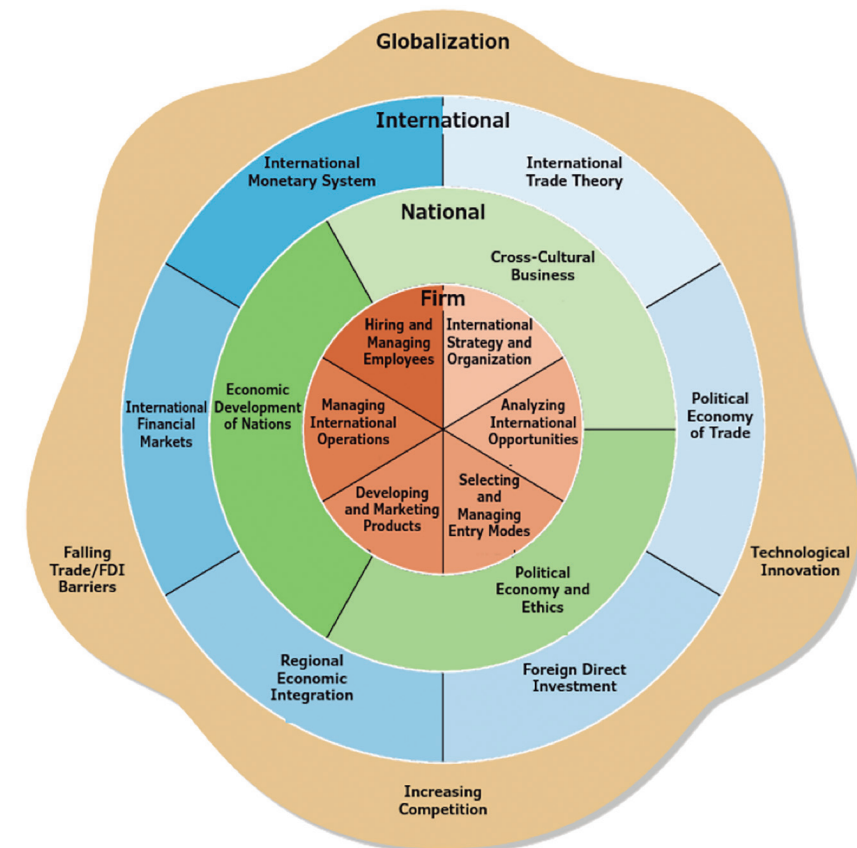 Globalization
International
International
Monetary System
International
Trade Theory
National
Cross-Cultural
Business
Firm
Hiring and
Managing
Employees
International
Strategy and
Organization
Economic
Development
of Nations
Managing
International
Operations
Analyzing
International
Opportunities
International
Financial
Markets
Political
Economy
of Trade
Developing
and Marketing
Products
Selecting
and
Managing
Entry Modes
Falling
Trade/FDI
Barriers
Technological
Innovation
Political
Economy and
Ethics
Regional
Economic
Integration
Foreign Direct
Investment
Increasing
Competition